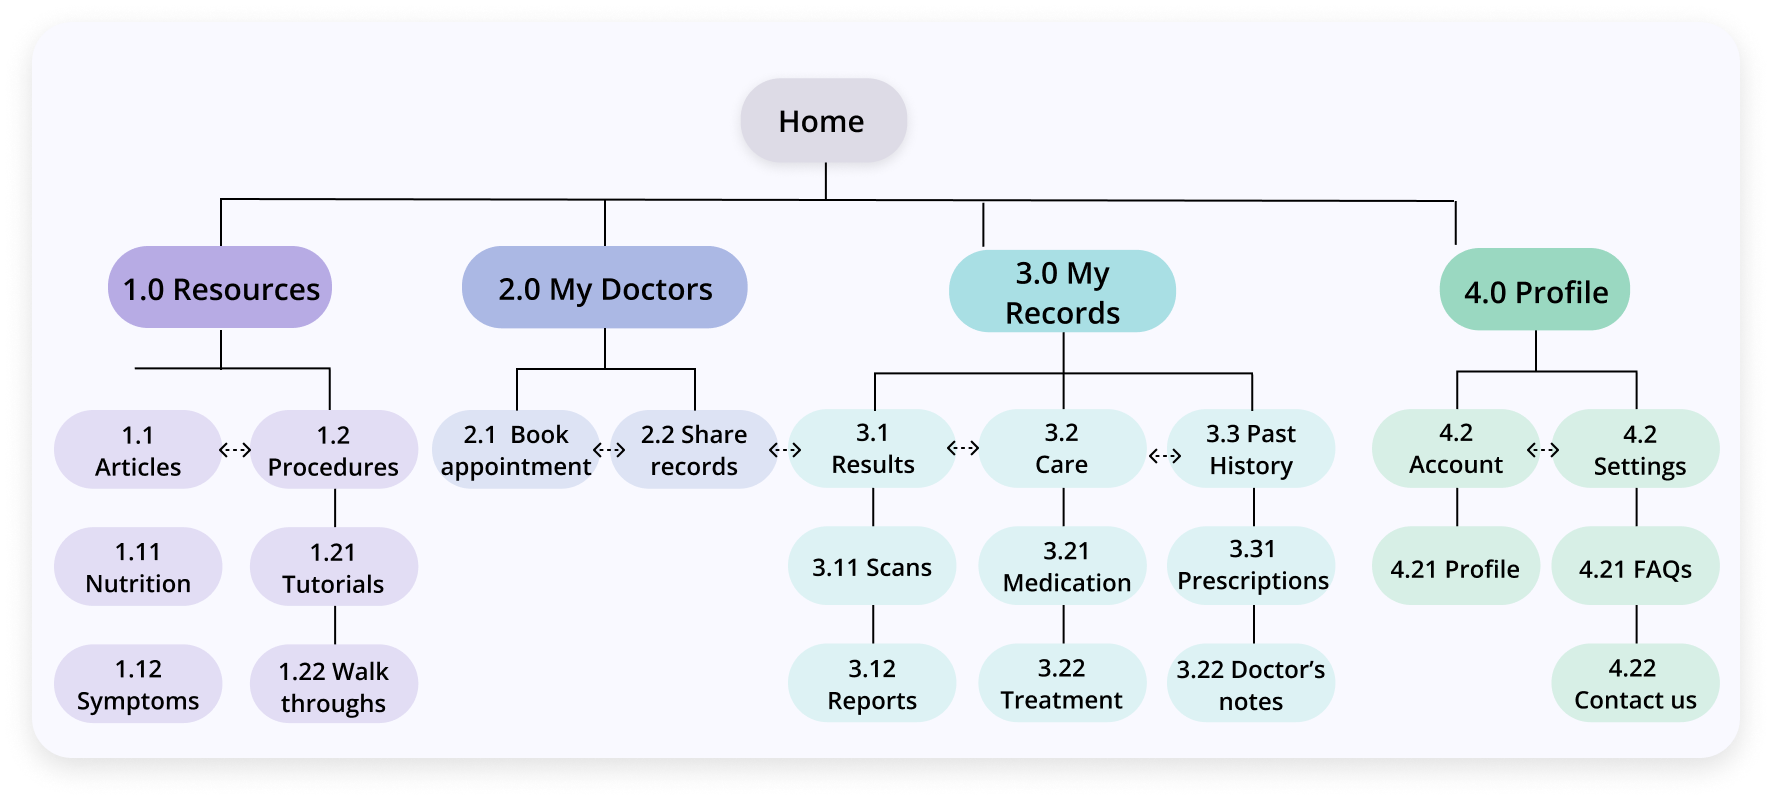 Home
1.0 Resources
2.0 My Doctors
3.0 My
Records
4.0 Profile
1.1
Articles
1.2
Procedures
2.1  Book
appointment
2.2 Share
records
3.1
Results
3.2
Care
3.3 Past
History
4.2
Account
4.2
Settings
1.11
Nutrition
1.21
Tutorials
3.11 Scans
3.21
Medication
3.31
Prescriptions
4.21 Profile
4.21 FAQs
1.12
Symptoms
1.22 Walk
throughs
3.12
Reports
3.22
Treatment
3.22 Doctor’s
notes
4.22
Contact us